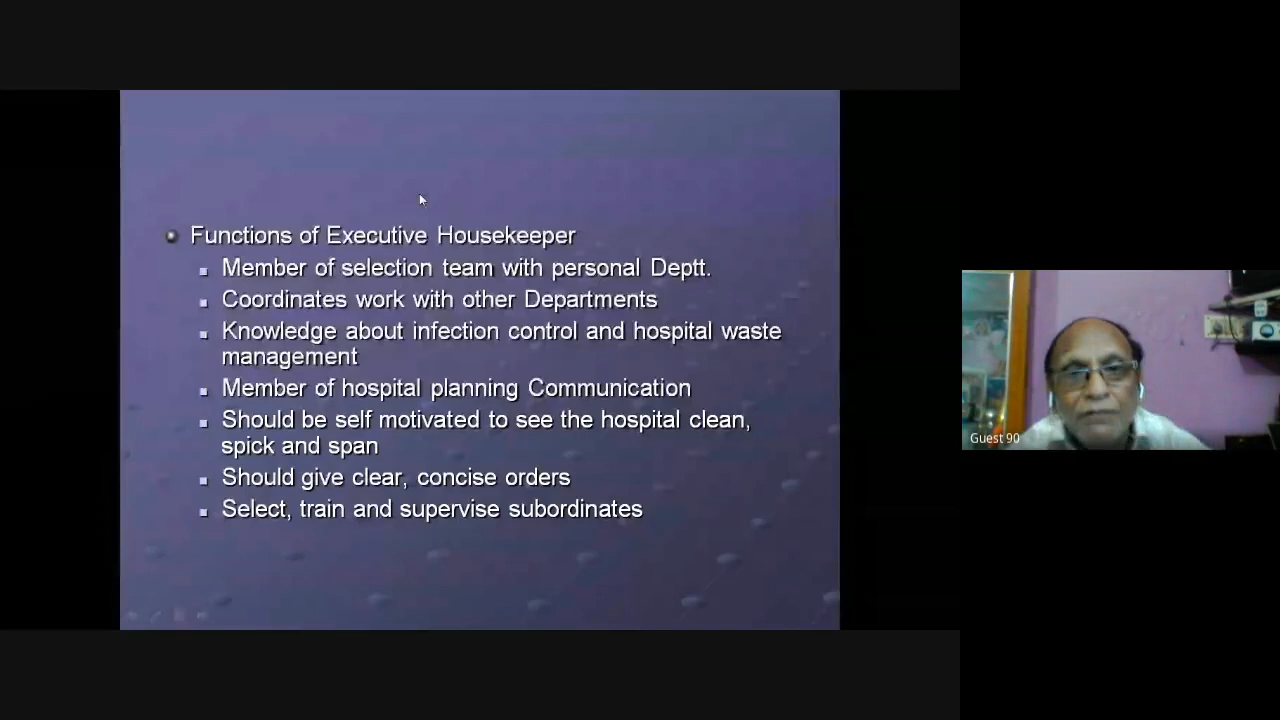 Functions of Executive Housekeeper
Member of selection team with personal Deptt.
Coordinates work with other Departments
Knowledge about infection control and hospital waste
management
Member of hospital planning Communication
Should be self motivated to see the hospital clean,
spick and span
Should give clear, concise orders
Select, train and supervise subordinates
Guest 90